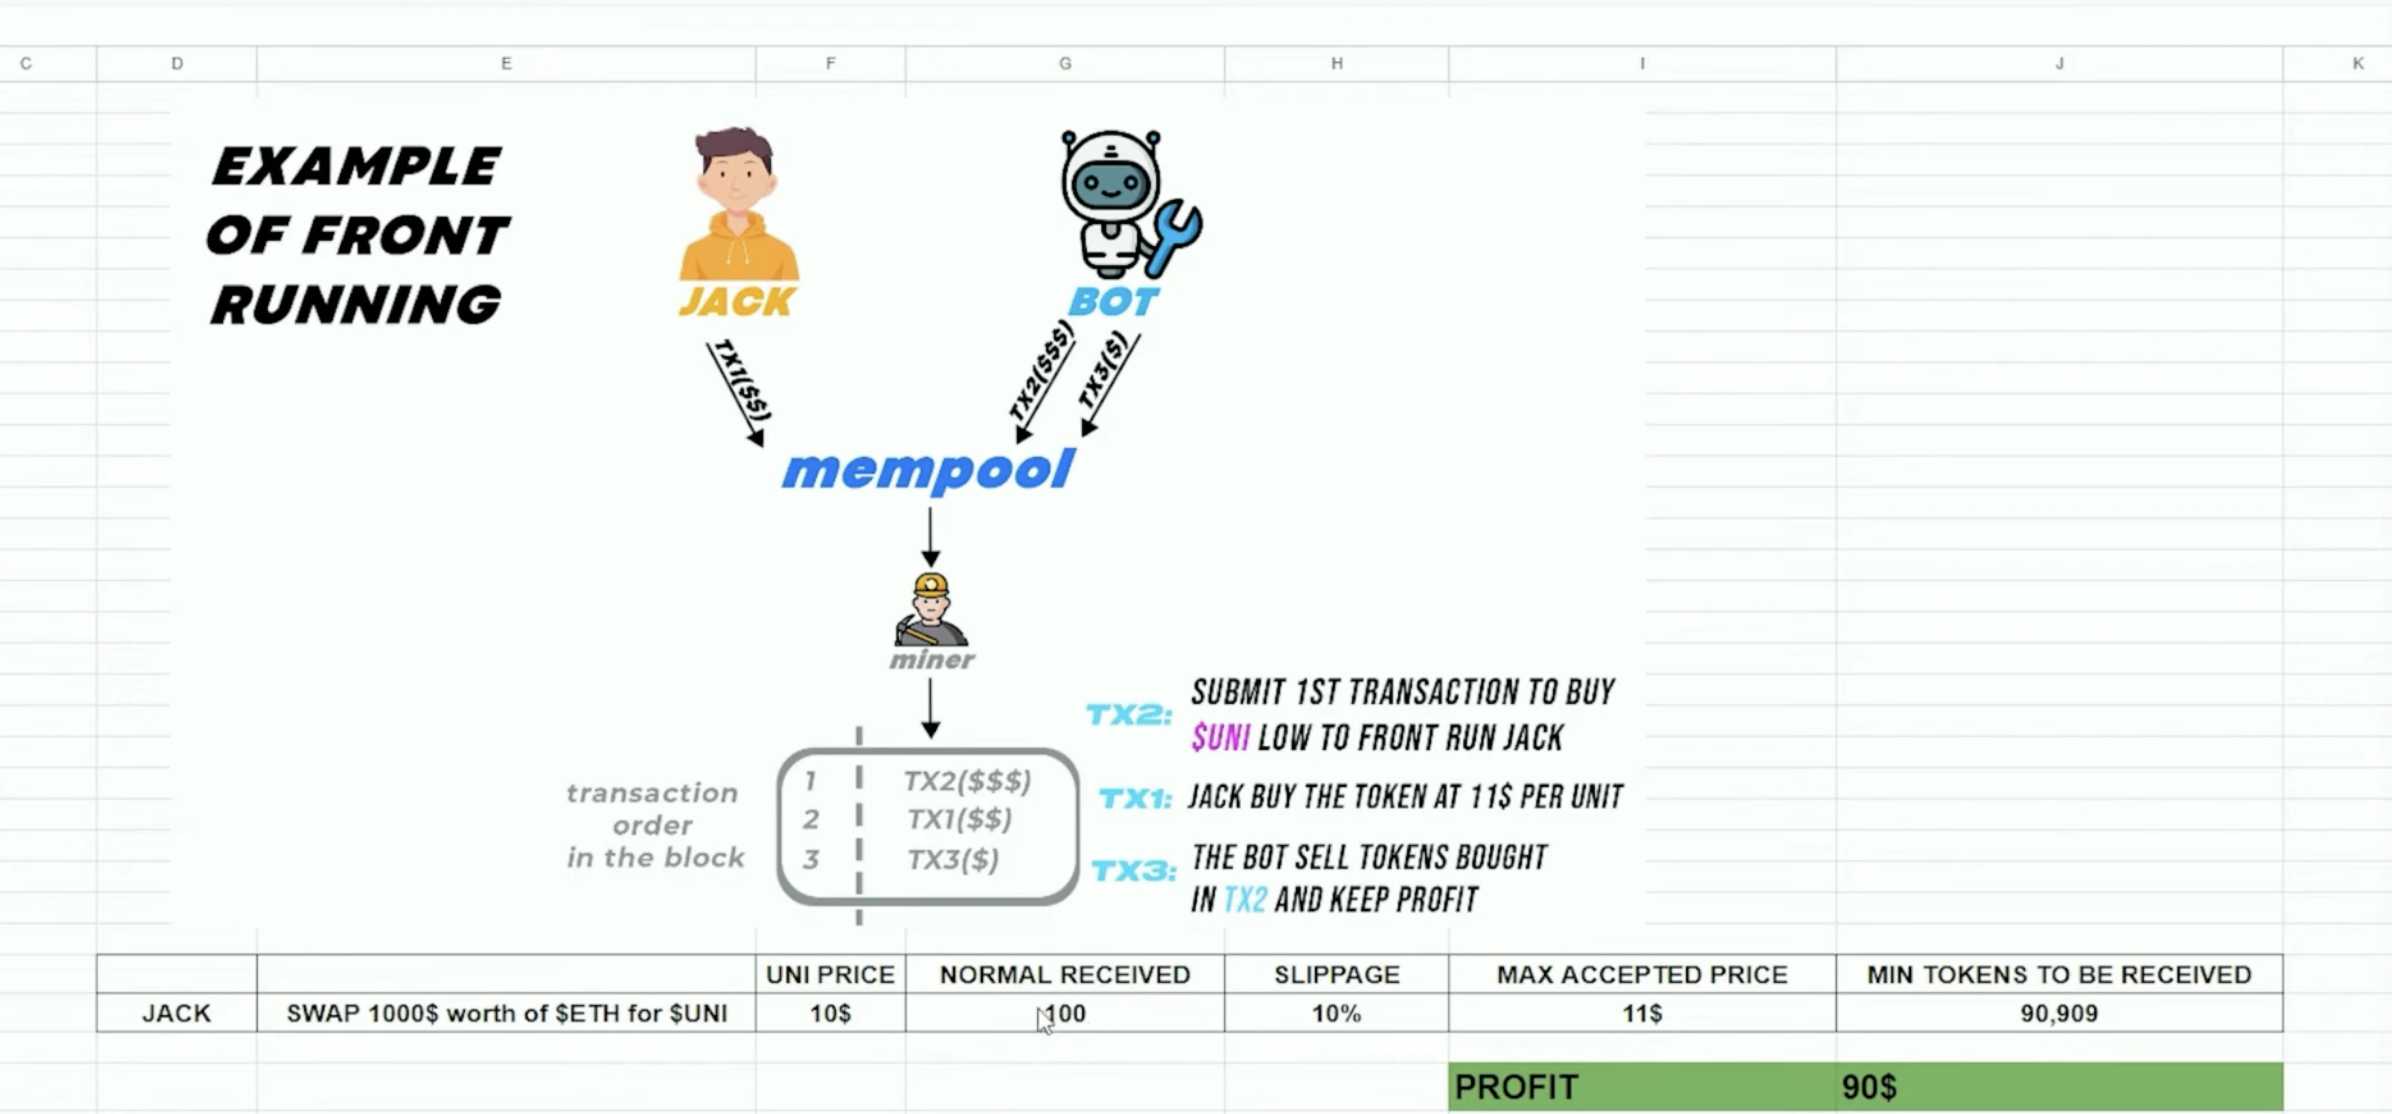 C D E F G H I J K
EXAMPLE
OF FRONT
RUNNING
JACK
BOT
TX1($$)
TX2($$$)
TX3($)
mempool
miner
transaction
order
in the block
1 TX2($$$)
2 TX1($$)
3 TX3($)
TX2: SUBMIT 1ST TRANSACTION TO BUY
$UNI LOW TO FRONT RUN JACK
TX1: JACK BUY THE TOKEN AT 11$ PER UNIT
TX3: THE BOT SELL TOKENS BOUGHT
IN TX2 AND KEEP PROFIT
UNI PRICE NORMAL RECEIVED SLIPPAGE MAX ACCEPTED PRICE MIN TOKENS TO BE RECEIVED
JACK SWAP 1000$ worth of $ETH for $UNI 10$ 100 10% 11$ 90,909
PROFIT 90$